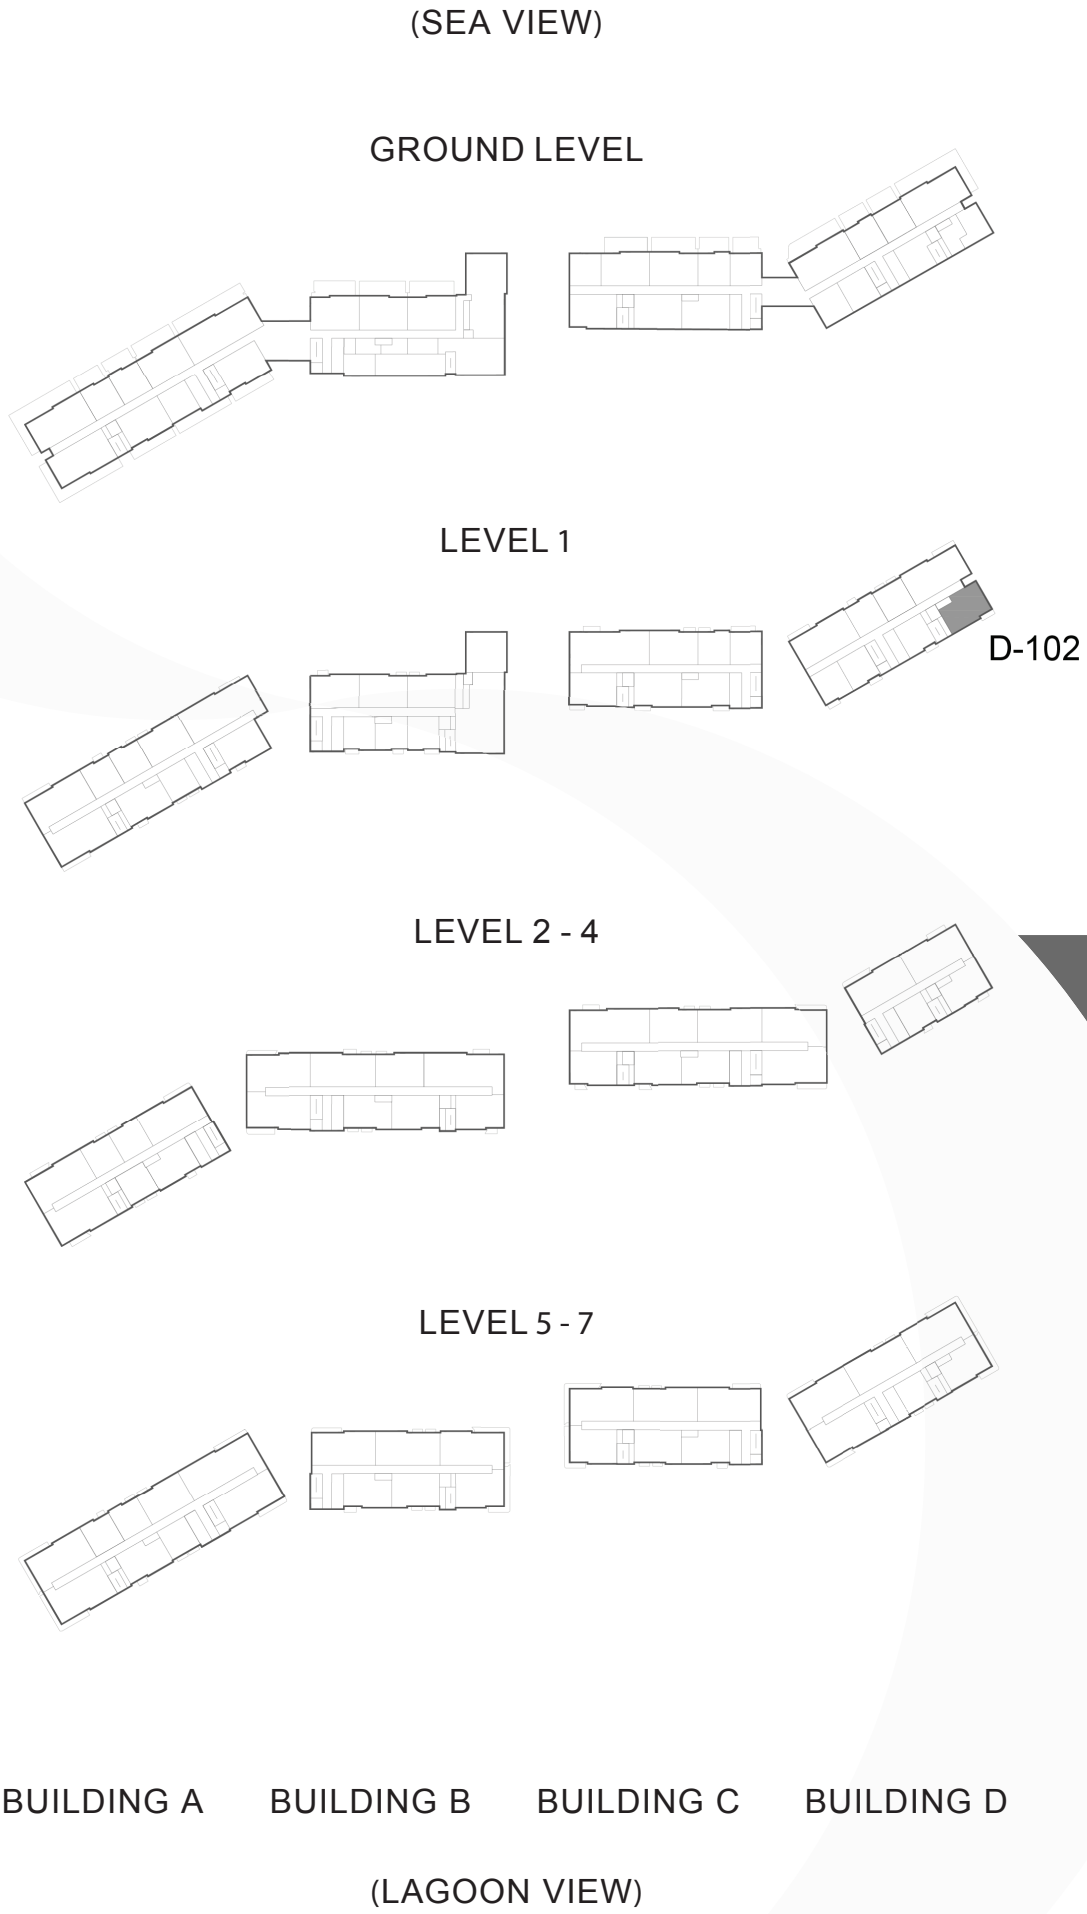 (SEA VIEW)
GROUND LEVEL
LEVEL 1
D-102
LEVEL 2 - 4
LEVEL 5 - 7
BUILDING A BUILDING B BUILDING C BUILDING D
(LAGOON VIEW)